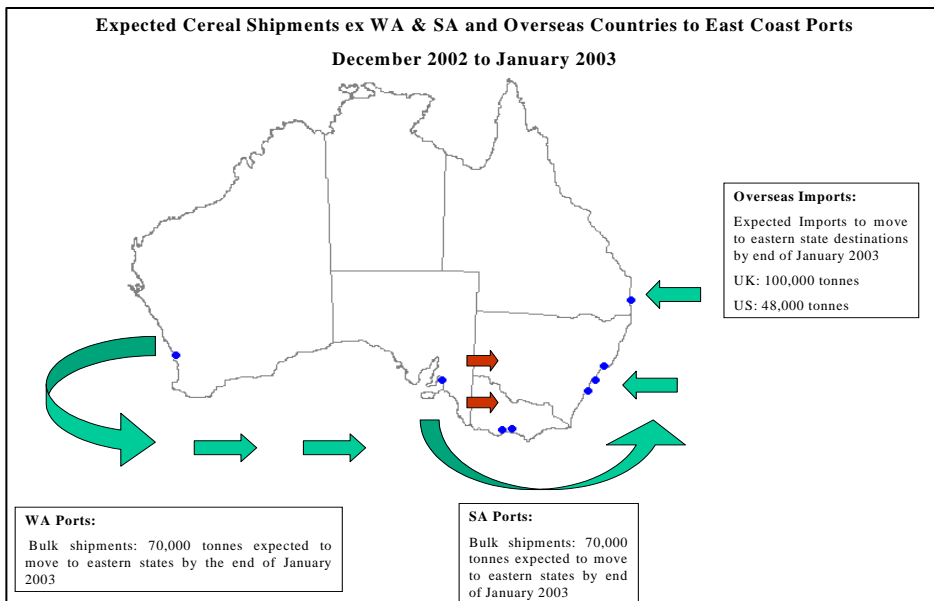 Expected Cereal Shipments ex WA & SA and Overseas Countries to East Coast Ports
December 2002 to January 2003
Overseas Imports:
Expected Imports to move
to eastern state destinations
by end of January 2003
UK: 100,000 tonnes
US: 48,000 tonnes
WA Ports:
Bulk shipments: 70,000 tonnes expected to
move to eastern states by the end of January
2003
SA Ports:
Bulk shipments: 70,000
tonnes expected to move
to eastern states by end
of January 2003